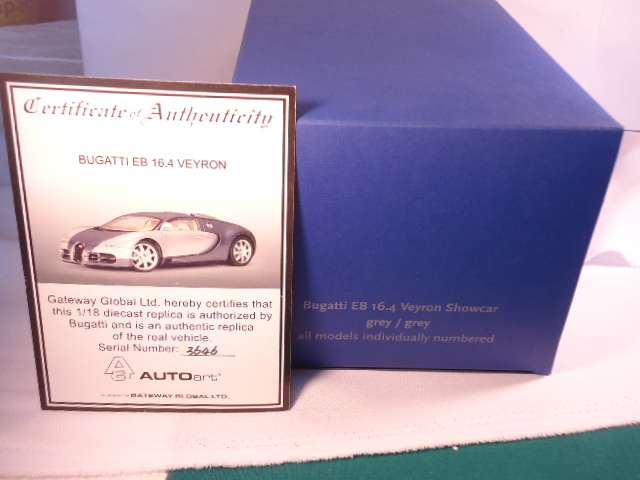 Certificate of Authenticity
BUGATTI EB 16.4 VEYRON
Gateway Global Ltd. hereby certifies that
this 1/18 diecast replica is authorized by
Bugatti and is an authentic replica
of the real vehicle.
Serial Number: 3646
AUTOart
GATEWAY GLOBAL LTD.
Bugatti EB 16.4 Veyron Showcar
grey / grey
all models individually numbered